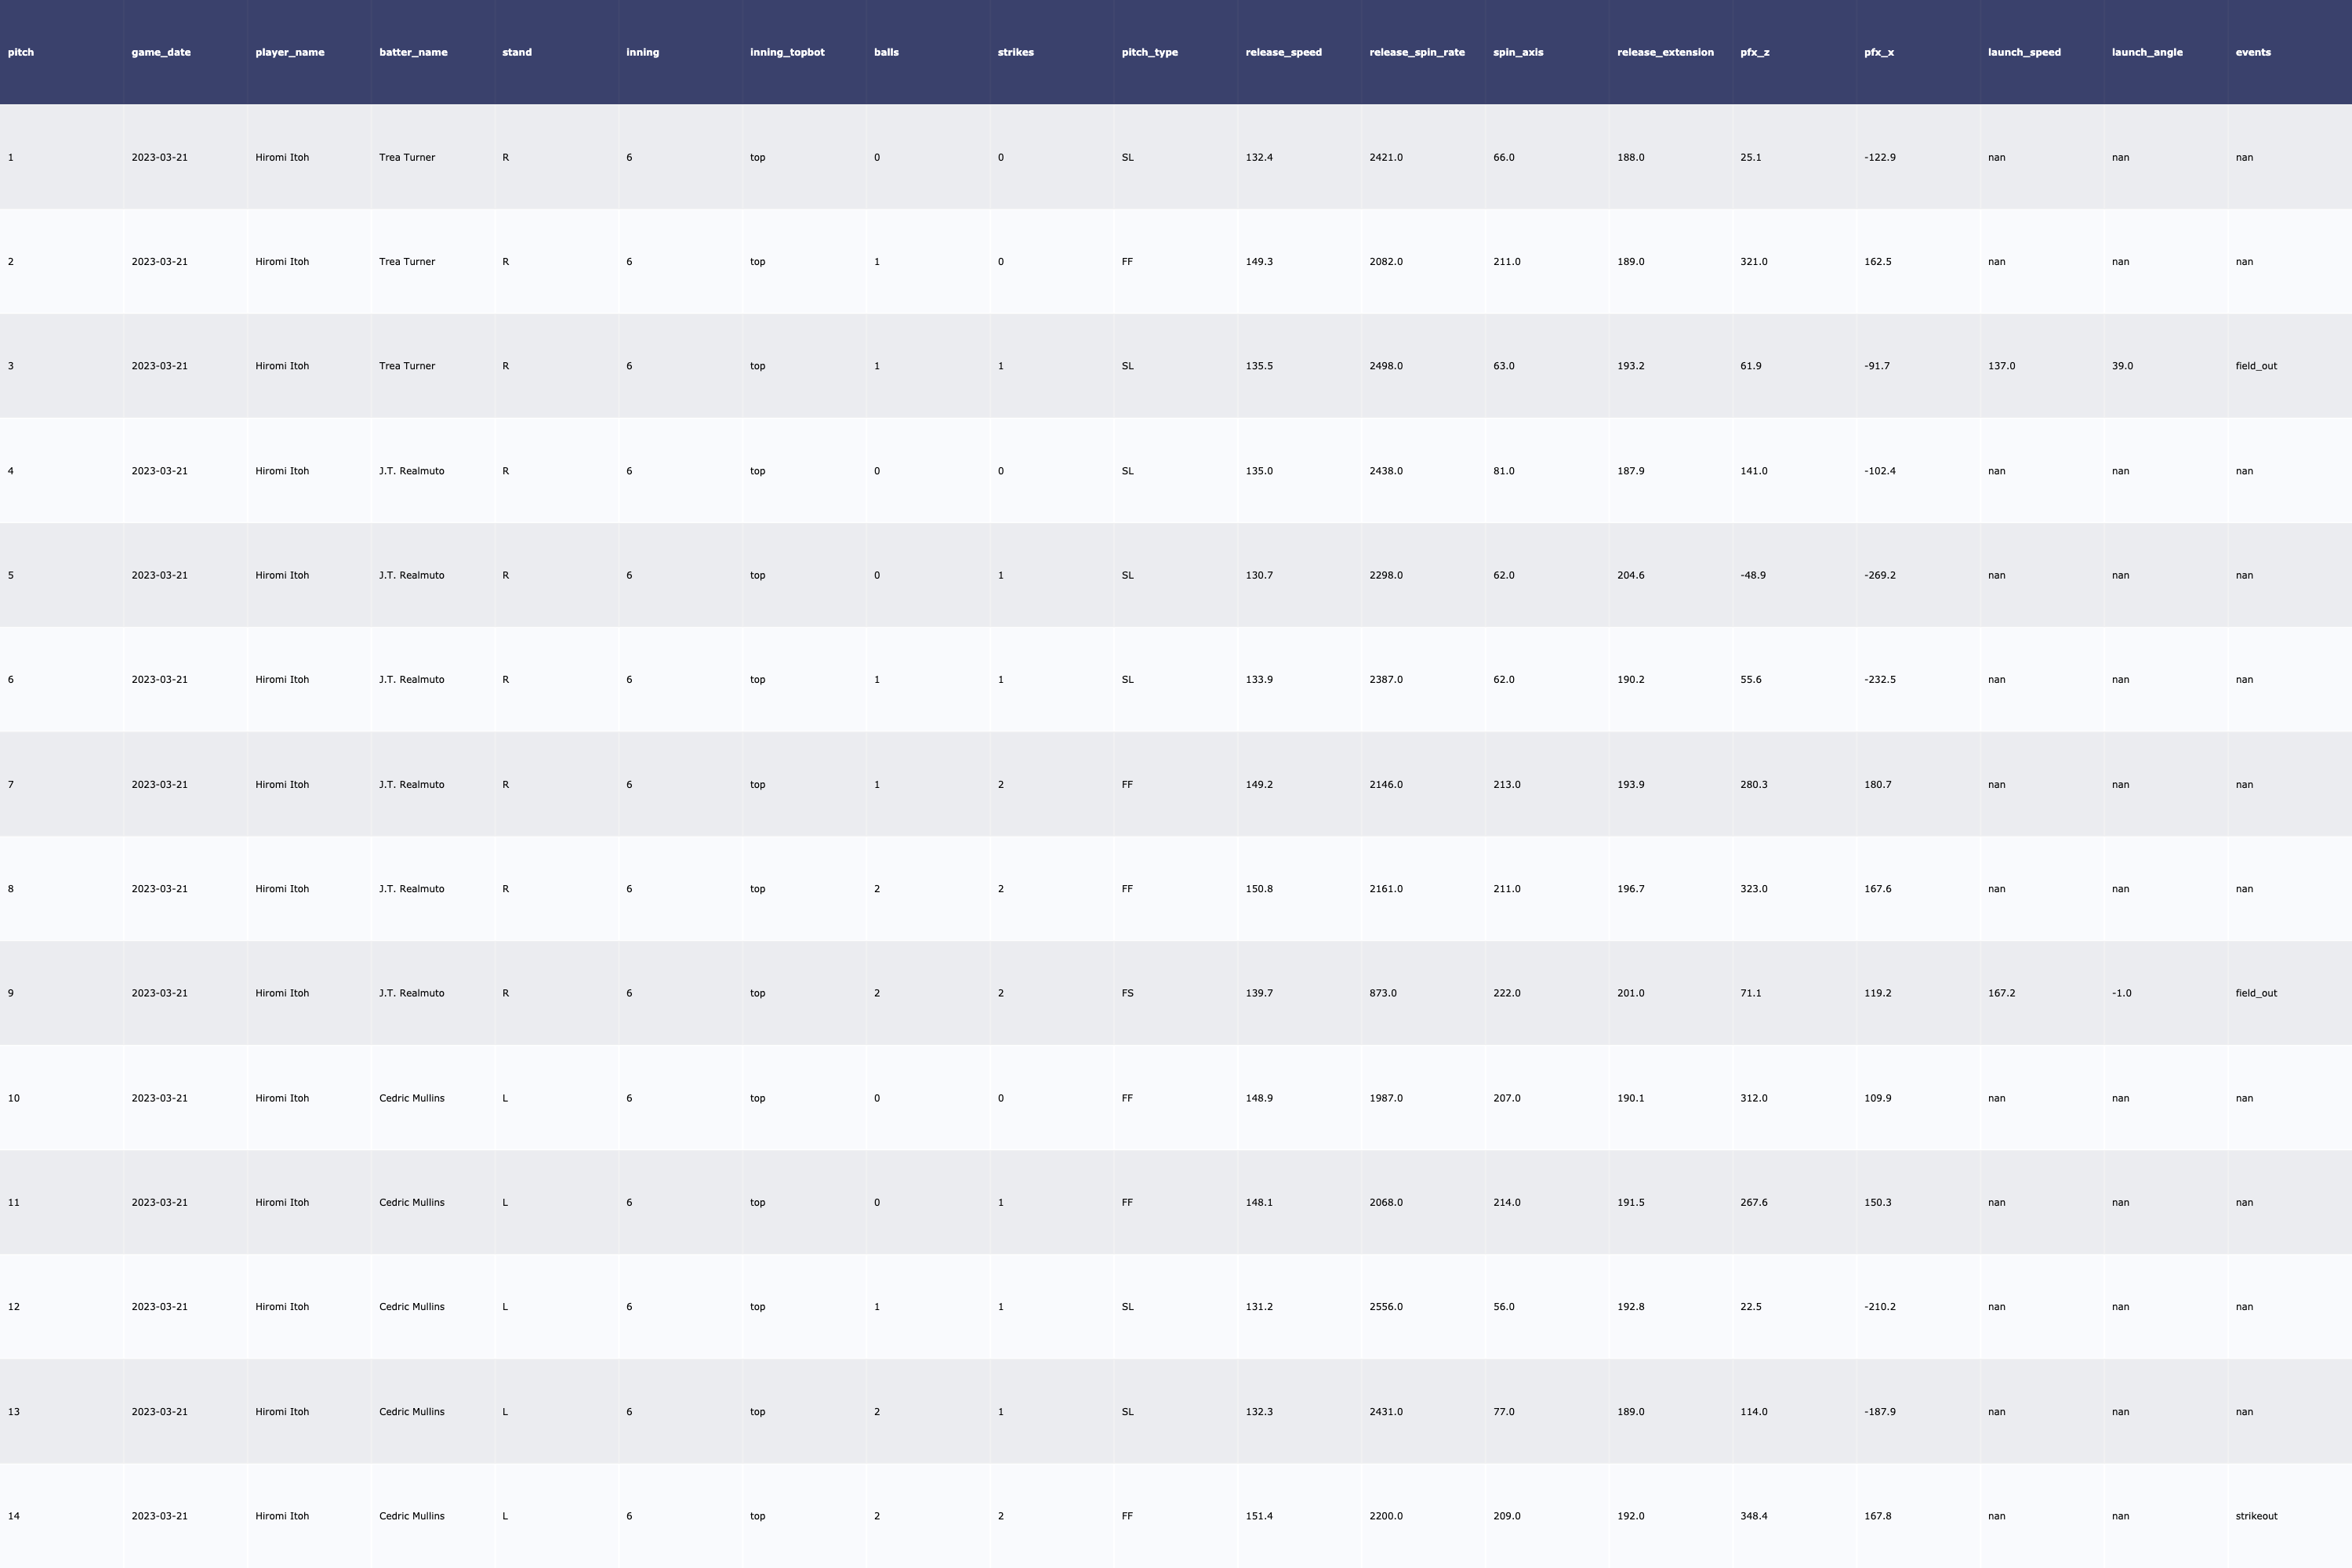 pitch game_date player_name batter_name stand inning inning_topbot balls strikes pitch_type release_speed release_spin_rate spin_axis release_extension pfx_z pfx_x launch_speed launch_angle events
1 2023-03-21 Hiromi Itoh Trea Turner R 6 top 0 0 SL 132.4 2421.0 66.0 188.0 25.1 -122.9 nan nan nan
2 2023-03-21 Hiromi Itoh Trea Turner R 6 top 1 0 FF 149.3 2082.0 211.0 189.0 321.0 162.5 nan nan nan
3 2023-03-21 Hiromi Itoh Trea Turner R 6 top 1 1 SL 135.5 2498.0 63.0 193.2 61.9 -91.7 137.0 39.0 field_out
4 2023-03-21 Hiromi Itoh J.T. Realmuto R 6 top 0 0 SL 135.0 2438.0 81.0 187.9 141.0 -102.4 nan nan nan
5 2023-03-21 Hiromi Itoh J.T. Realmuto R 6 top 0 1 SL 130.7 2298.0 62.0 204.6 -48.9 -269.2 nan nan nan
6 2023-03-21 Hiromi Itoh J.T. Realmuto R 6 top 1 1 SL 133.9 2387.0 62.0 190.2 55.6 -232.5 nan nan nan
7 2023-03-21 Hiromi Itoh J.T. Realmuto R 6 top 1 2 FF 149.2 2146.0 213.0 193.9 280.3 180.7 nan nan nan
8 2023-03-21 Hiromi Itoh J.T. Realmuto R 6 top 2 2 FF 150.8 2161.0 211.0 196.7 323.0 167.6 nan nan nan
9 2023-03-21 Hiromi Itoh J.T. Realmuto R 6 top 2 2 FS 139.7 873.0 222.0 201.0 71.1 119.2 167.2 -1.0 field_out
10 2023-03-21 Hiromi Itoh Cedric Mullins L 6 top 0 0 FF 148.9 1987.0 207.0 190.1 312.0 109.9 nan nan nan
11 2023-03-21 Hiromi Itoh Cedric Mullins L 6 top 0 1 FF 148.1 2068.0 214.0 191.5 267.6 150.3 nan nan nan
12 2023-03-21 Hiromi Itoh Cedric Mullins L 6 top 1 1 SL 131.2 2556.0 56.0 192.8 22.5 -210.2 nan nan nan
13 2023-03-21 Hiromi Itoh Cedric Mullins L 6 top 2 1 SL 132.3 2431.0 77.0 189.0 114.0 -187.9 nan nan nan
14 2023-03-21 Hiromi Itoh Cedric Mullins L 6 top 2 2 FF 151.4 2200.0 209.0 192.0 348.4 167.8 nan nan strikeout